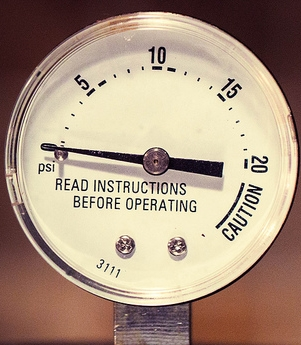 5
10
15
20
psi
READ INSTRUCTIONS
BEFORE OPERATING
CAUTION
3111